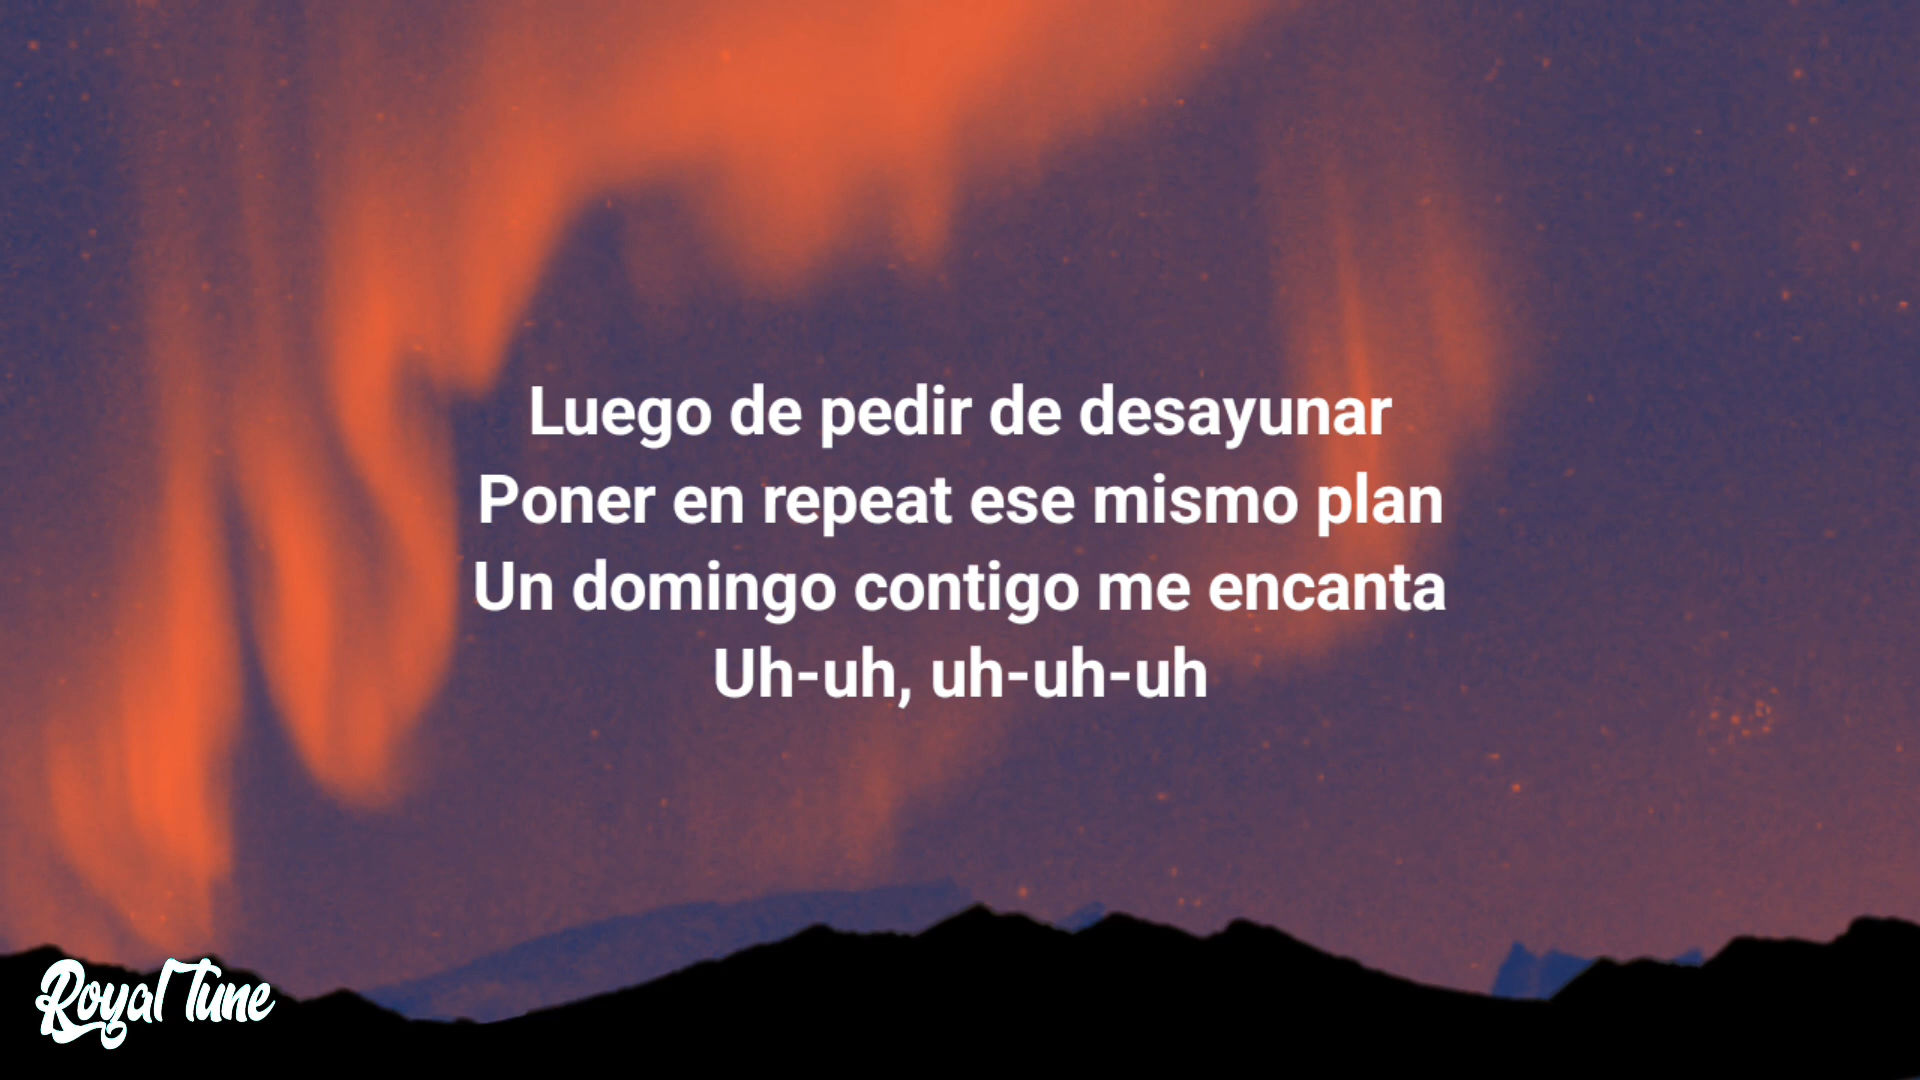 Luego de pedir de desayunar
Poner en repeat ese mismo plan
Un domingo contigo me encanta
Uh-uh, uh-uh-uh
Royal Tune